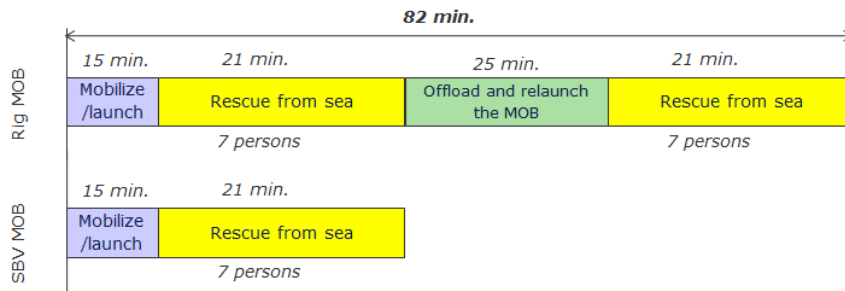 82 min.
15 min.
21 min.
25 min.
21 min.
Rig MOB
Mobilize
/launch
Rescue from sea
Offload and relaunch
the MOB
Rescue from sea
7 persons
7 persons
15 min.
21 min.
SBV MOB
Mobilize
/launch
Rescue from sea
7 persons